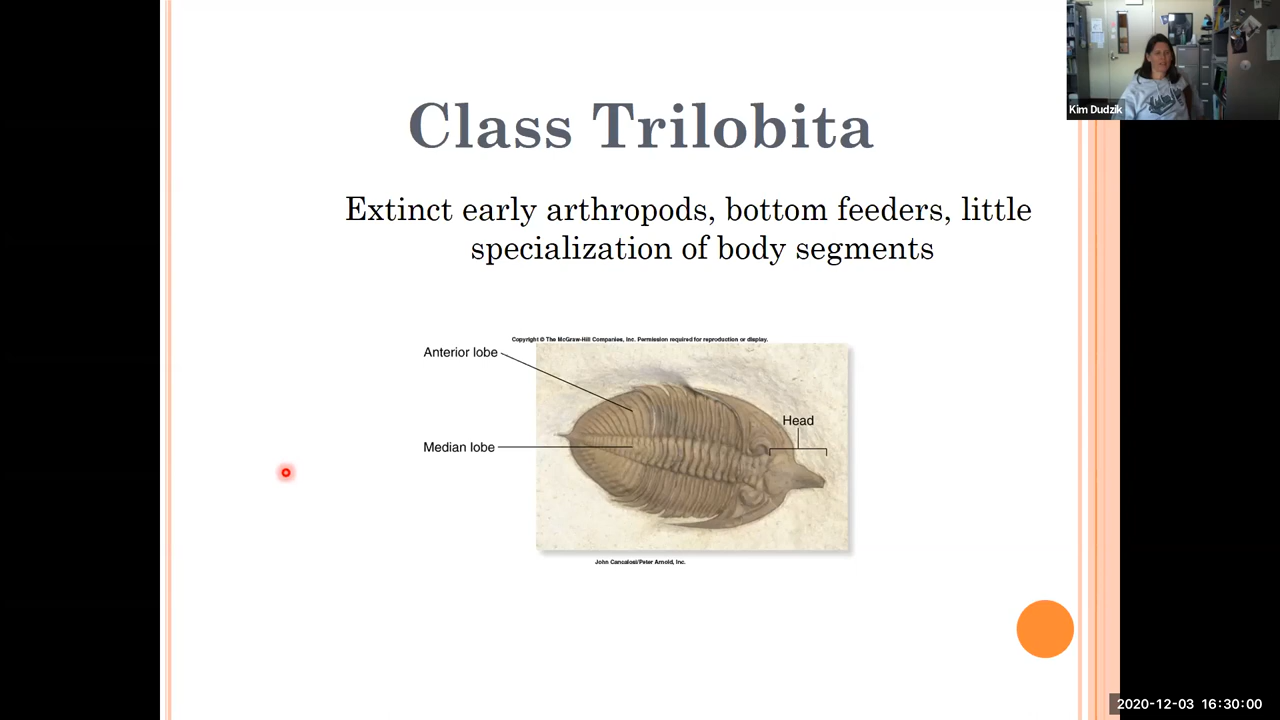 Kim Dudzik
Class Trilobita
Extinct early arthropods, bottom feeders, little
specialization of body segments
Copyright © The McGraw-Hill Companies, Inc. Permission required for reproduction or display.
Anterior lobe
Head
Median lobe
John Cancalosi/Peter Arnold, Inc.
2020-12-03 16:30:00